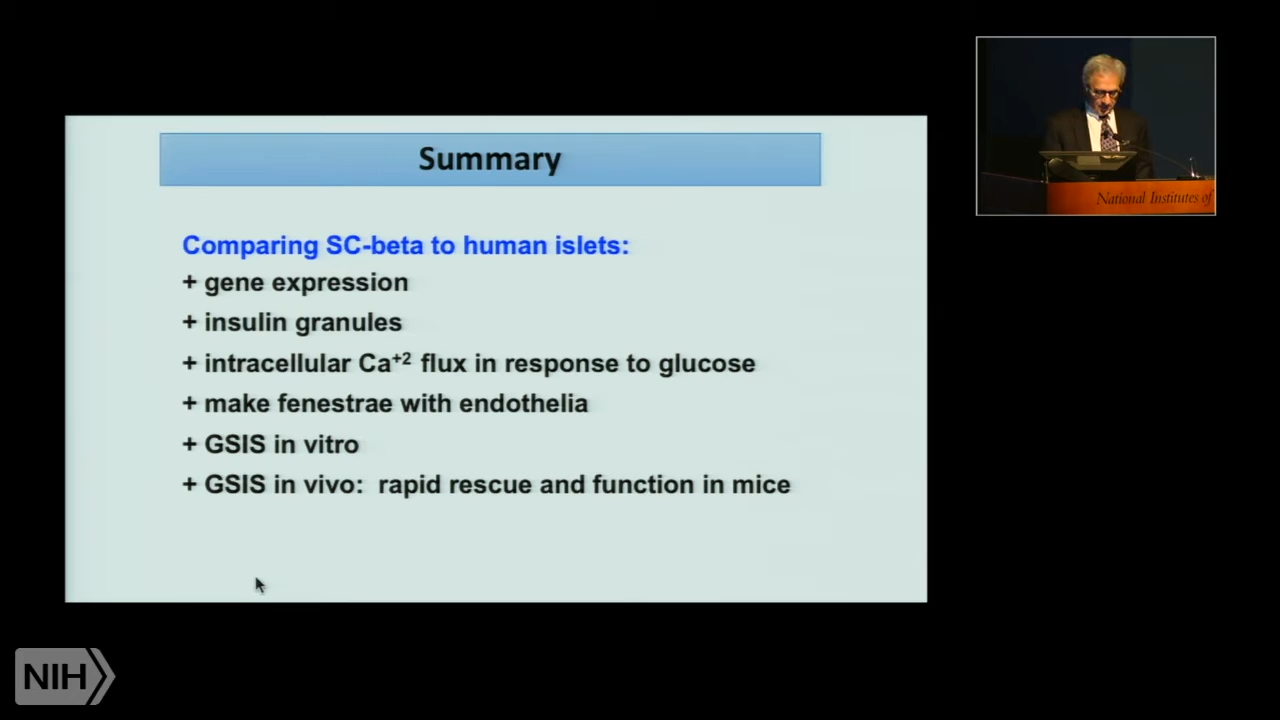 Summary
Comparing SC-beta to human islets:
+ gene expression
+ insulin granules
+ intracellular Ca⁺² flux in response to glucose
+ make fenestrae with endothelia
+ GSIS in vitro
+ GSIS in vivo: rapid rescue and function in mice
National Institutes of
NIH